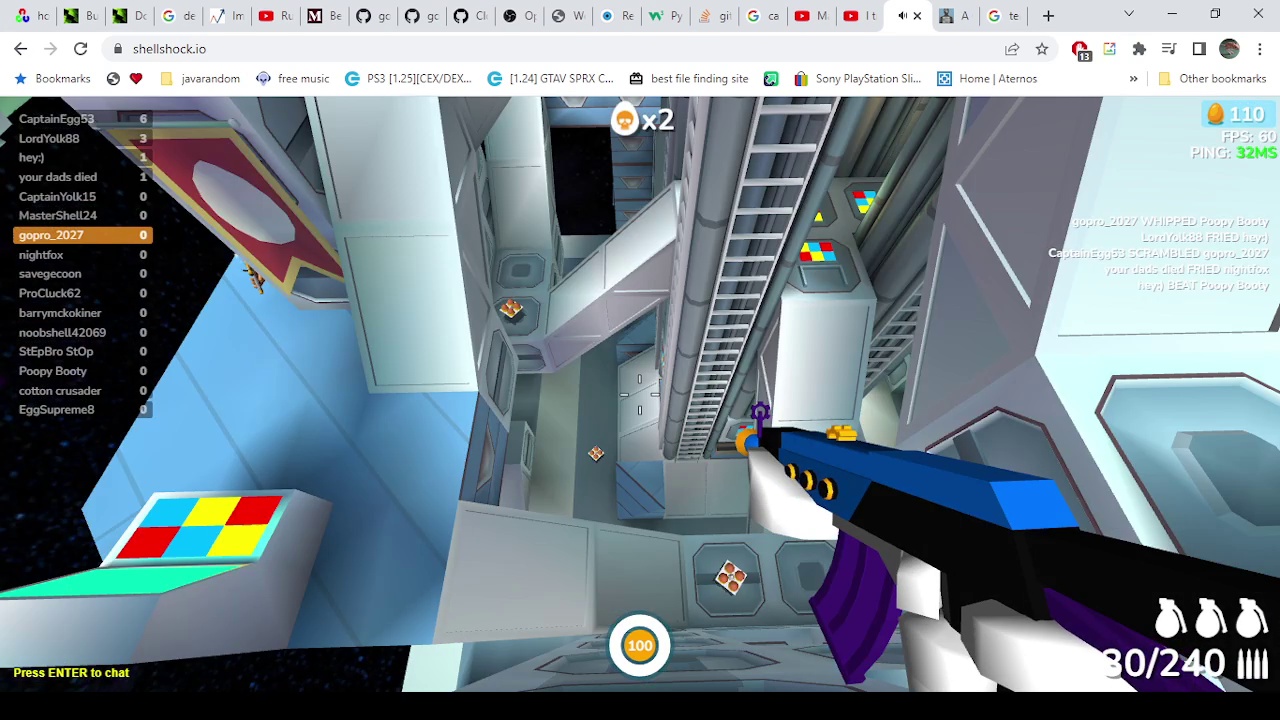 hc
Bu
Do
de
Im
Ru
Be
gc
gc
Cl
Op
W
Re
Py
git
ca
M
I t
A
te
shellshock.io
13
Bookmarks
javarandom
free music
PS3 [1.25][CEX/DEX...
[1.24] GTAV SPRX C...
best file finding site
Sony PlayStation Sli...
Home | Aternos
»
Other bookmarks
CaptainEgg53 6
LordYolk88 3
hey:) 1
your dads died 1
CaptainYolk15 0
MasterShell24 0
gopro_2027 0
nightfox 0
savegecoon 0
ProCluck62 0
barrymckokiner 0
noobshell42069 0
StEpBro StOp 0
Poopy Booty 0
cotton crusader 0
EggSupreme8 0
x2
110
FPS: 60
PING: 32MS
gopro_2027 WHIPPED Poopy Booty
LordYolk88 FRIED hey:)
CaptainEgg53 SCRAMBLED gopro_2027
your dads died FRIED nightfox
hey:) BEAT Poopy Booty
100
30/240
Press ENTER to chat